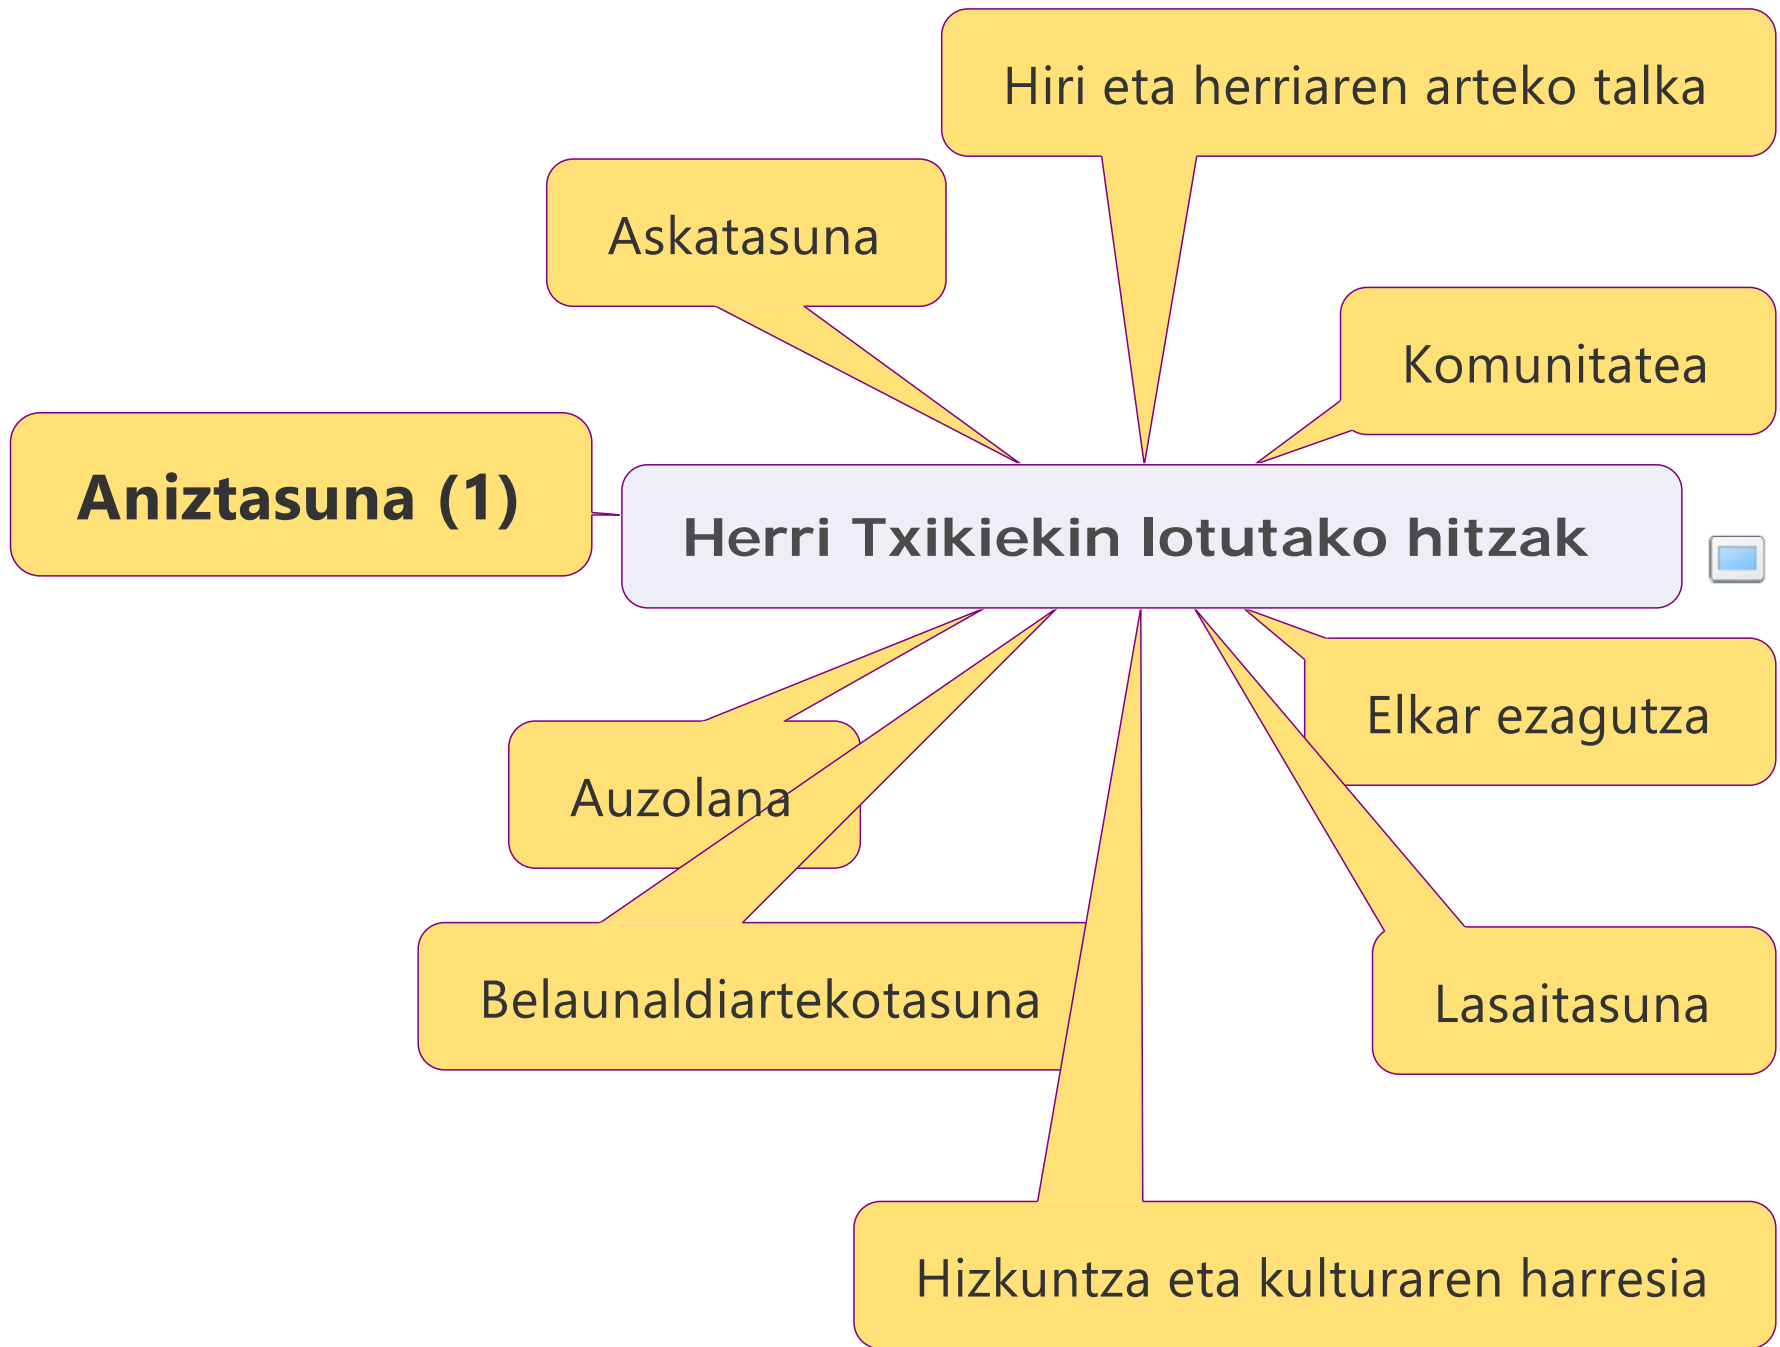 Hiri eta herriaren arteko talka
Askatasuna
Komunitatea
Aniztasuna (1)
Herri Txikiekin lotutako hitzak
Elkar ezagutza
Auzolana
Belaunaldiartekotasuna
Lasaitasuna
Hizkuntza eta kulturaren harresia